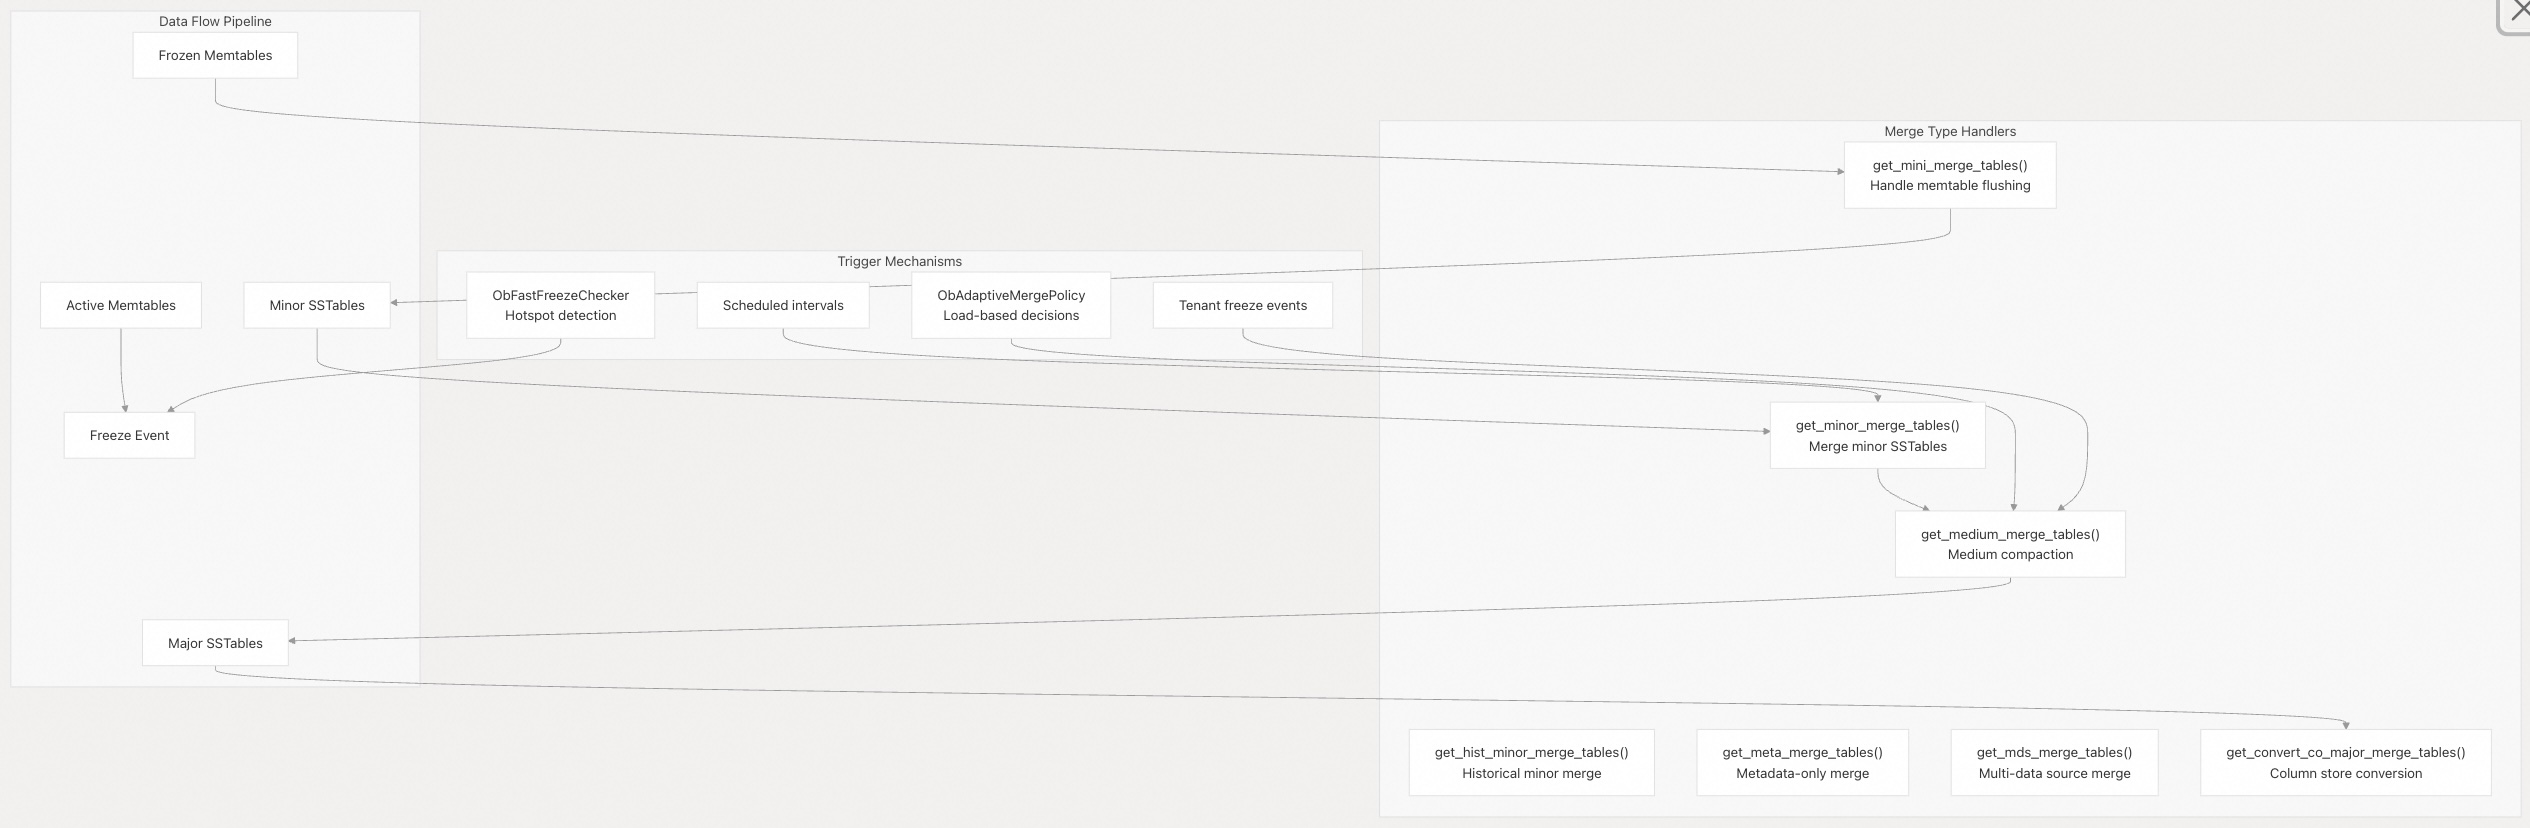 Data Flow Pipeline
Frozen Memtables
Active Memtables
Minor SSTables
Freeze Event
Major SSTables
Trigger Mechanisms
ObFastFreezeChecker
Hotspot detection
Scheduled intervals
ObAdaptiveMergePolicy
Load-based decisions
Tenant freeze events
Merge Type Handlers
get_mini_merge_tables()
Handle memtable flushing
get_minor_merge_tables()
Merge minor SSTables
get_medium_merge_tables()
Medium compaction
get_hist_minor_merge_tables()
Historical minor merge
get_meta_merge_tables()
Metadata-only merge
get_mds_merge_tables()
Multi-data source merge
get_convert_co_major_merge_tables()
Column store conversion